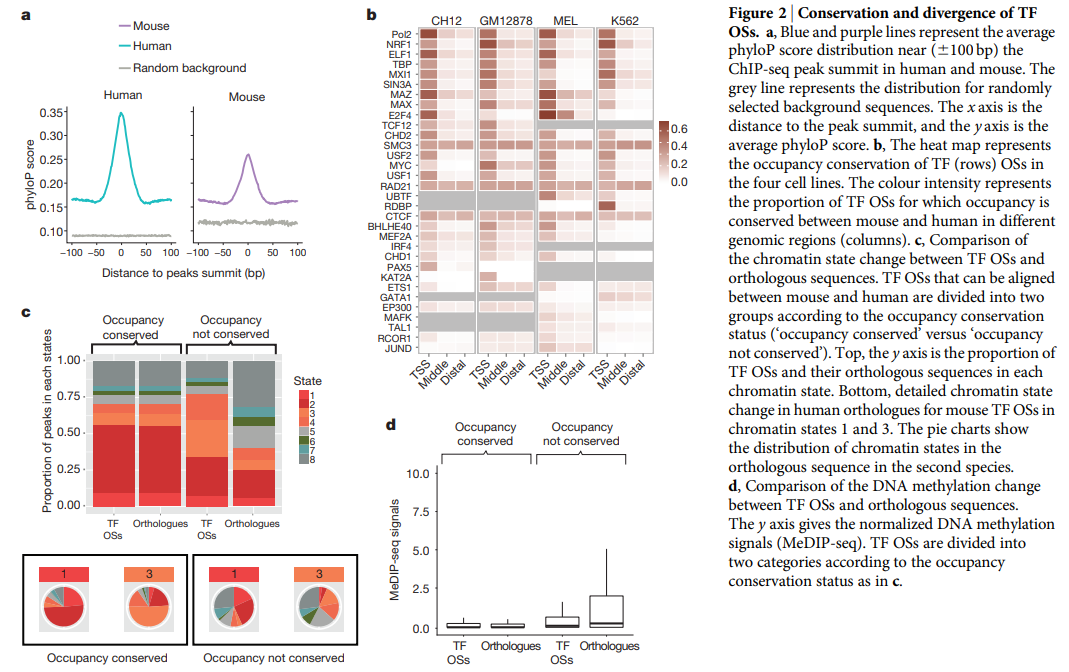 a
Mouse
Human
Random background
Human
Mouse
phyloP score
0.35
0.30
0.25
0.20
0.15
0.10
−100 −50 0 50 100
−100 −50 0 50 100
Distance to peaks summit (bp)
b
CH12 GM12878 MEL K562
Pol2
NRF1
ELF1
TBP
MXI1
SIN3A
MAZ
MAX
E2F4
TCF12
CHD2
SMC3
USF2
MYC
USF1
RAD21
UBTF
RDBP
CTCF
BHLHE40
MEF2A
IRF4
CHD1
PAX5
KAT2A
ETS1
GATA1
EP300
MAFK
TAL1
RCOR1
JUND
TSS Middle Distal TSS Middle Distal TSS Middle Distal TSS Middle Distal
0.6
0.4
0.2
0.0
c
Occupancy
conserved
Occupancy
not conserved
Proportion of peaks in each states
1.00
0.75
0.50
0.25
0.00
TF
OSs
Orthologues
TF
OSs
Orthologues
State
1
2
3
4
5
6
7
8
1
3
1
3
Occupancy conserved
Occupancy not conserved
d
Occupancy
conserved
Occupancy
not conserved
MeDIP-seq signals
10.0
7.5
5.0
2.5
0.0
TF
OSs
Orthologues
TF
OSs
Orthologues
Figure 2 | Conservation and divergence of TF
OSs. a, Blue and purple lines represent the average
phyloP score distribution near (±100 bp) the
ChIP-seq peak summit in human and mouse. The
grey line represents the distribution for randomly
selected background sequences. The x axis is the
distance to the peak summit, and the y axis is the
average phyloP score. b, The heat map represents
the occupancy conservation of TF (rows) OSs in
the four cell lines. The colour intensity represents
the proportion of TF OSs for which occupancy is
conserved between mouse and human in different
genomic regions (columns). c, Comparison of
the chromatin state change between TF OSs and
orthologous sequences. TF OSs that can be aligned
between mouse and human are divided into two
groups according to the occupancy conservation
status (‘occupancy conserved’ versus ‘occupancy
not conserved’). Top, the y axis is the proportion of
TF OSs and their orthologous sequences in each
chromatin state. Bottom, detailed chromatin state
change in human orthologues for mouse TF OSs in
chromatin states 1 and 3. The pie charts show
the distribution of chromatin states in the
orthologous sequence in the second species.
d, Comparison of the DNA methylation change
between TF OSs and orthologous sequences.
The y axis gives the normalized DNA methylation
signals (MeDIP-seq). TF OSs are divided into
two categories according to the occupancy
conservation status as in c.